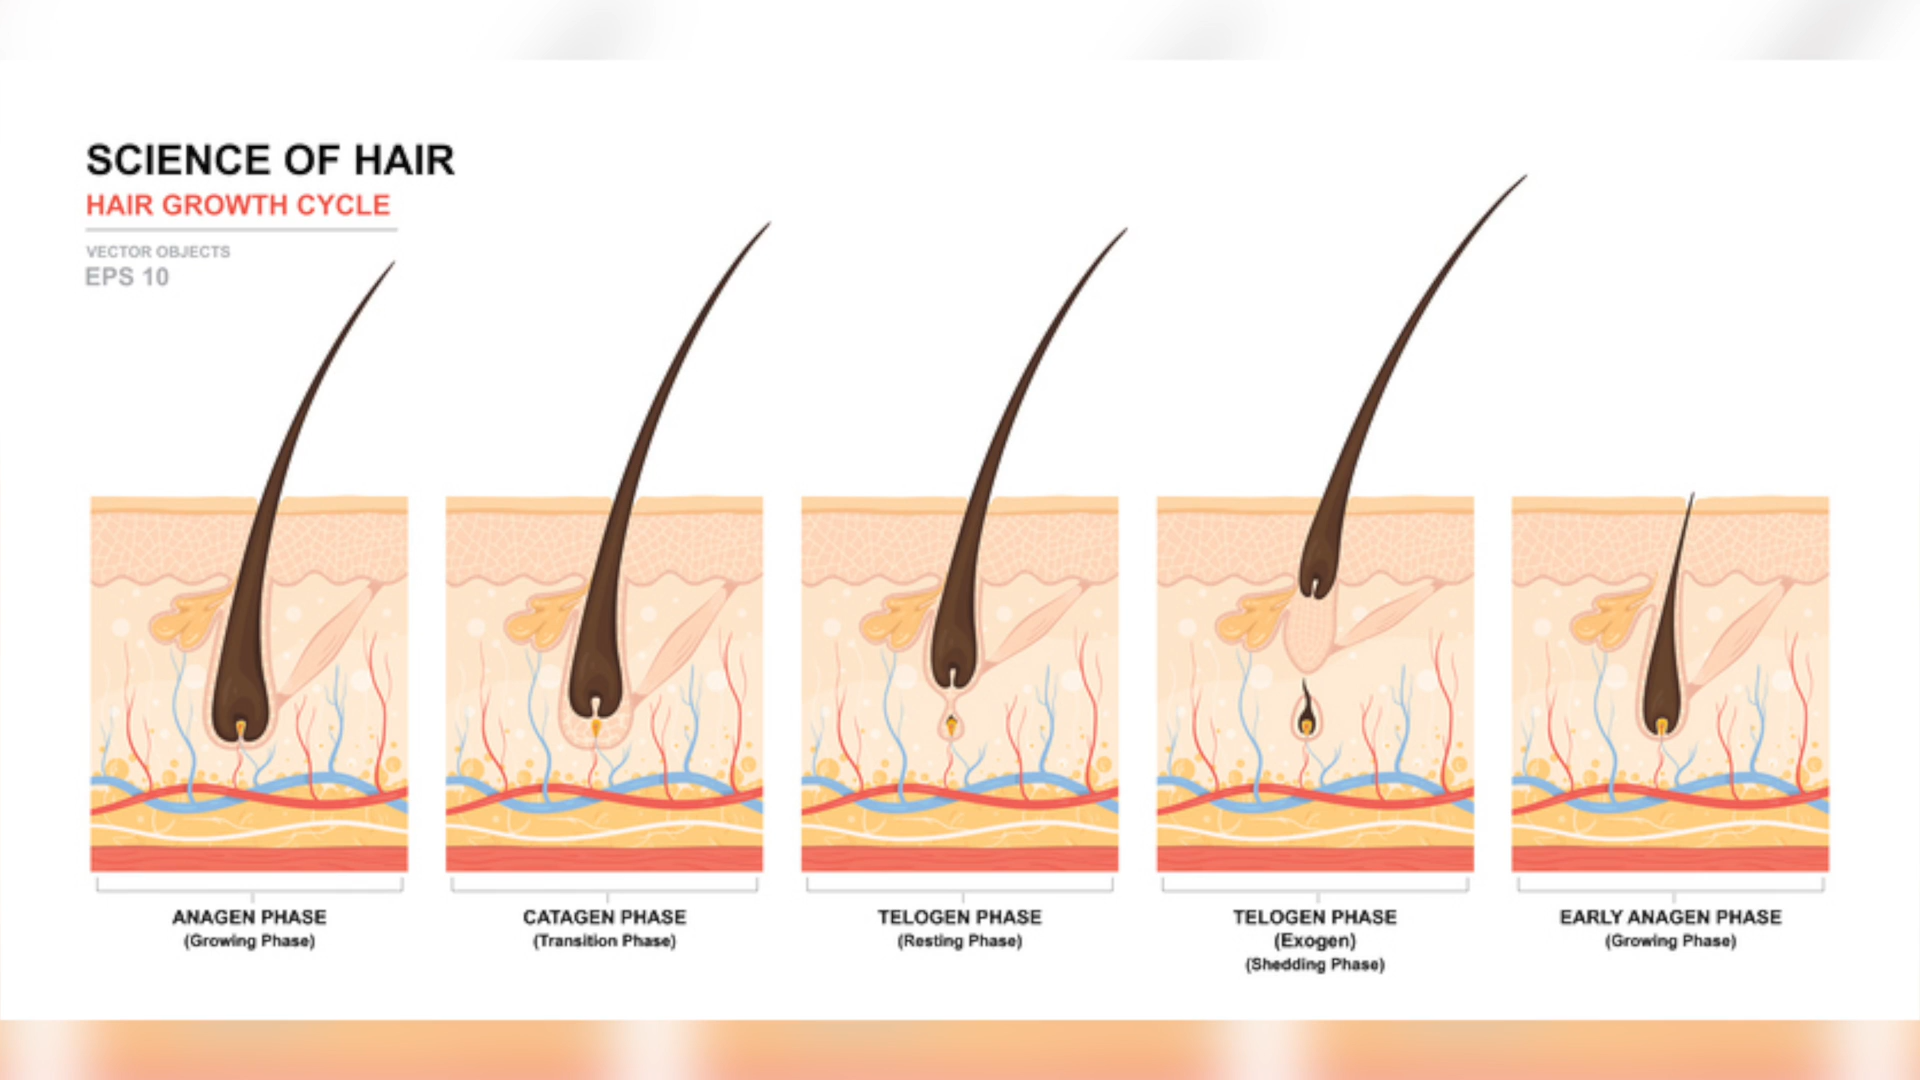 SCIENCE OF HAIR
HAIR GROWTH CYCLE
VECTOR OBJECTS
EPS 10
ANAGEN PHASE
(Growing Phase)
CATAGEN PHASE
(Transition Phase)
TELOGEN PHASE
(Resting Phase)
TELOGEN PHASE
(Exogen)
(Shedding Phase)
EARLY ANAGEN PHASE
(Growing Phase)